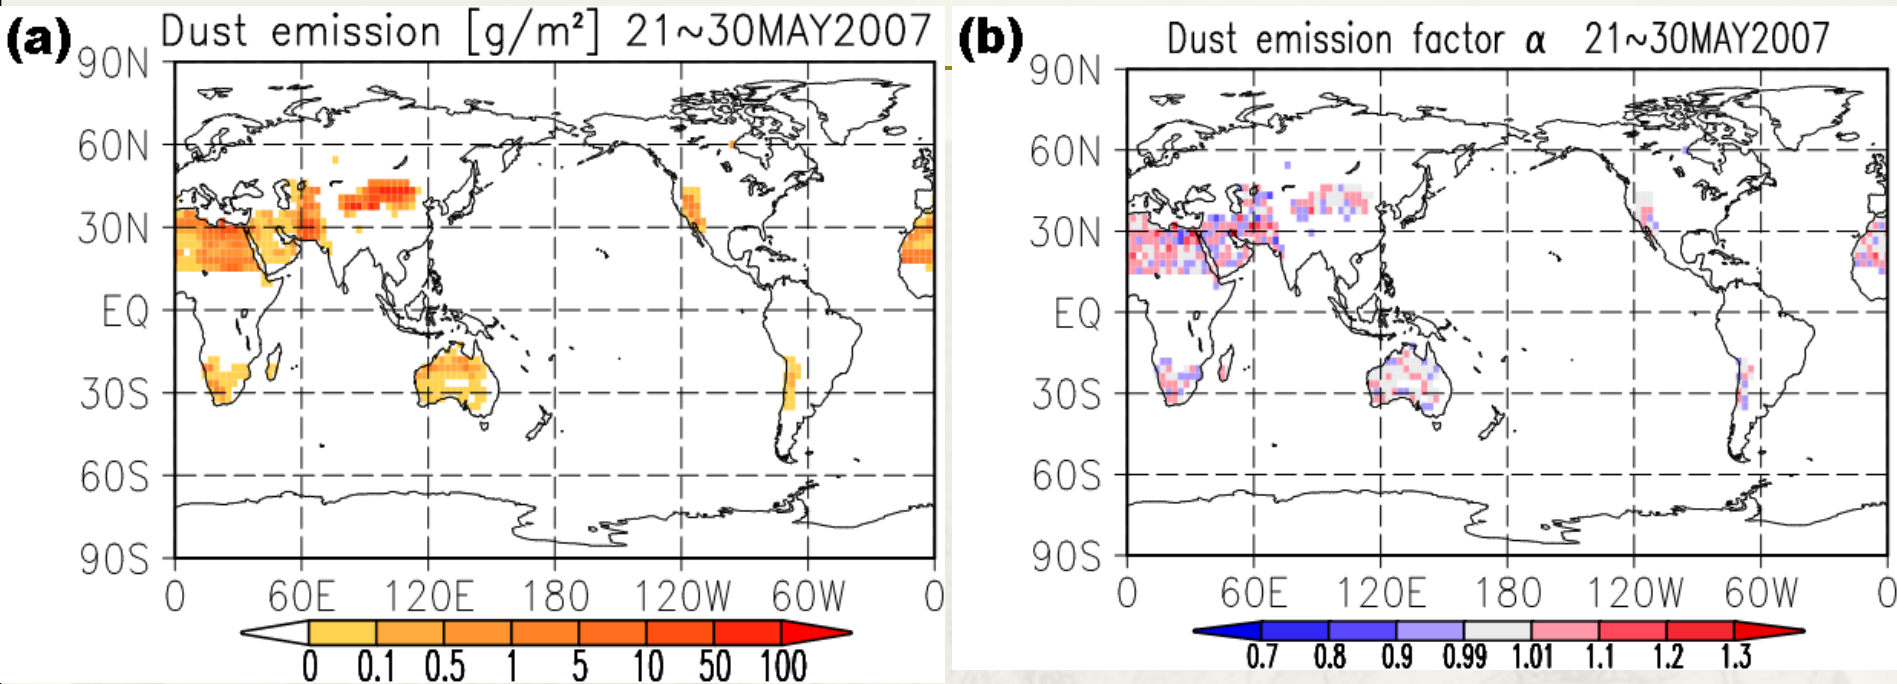 (a)
Dust emission [g/m²] 21~30MAY2007
90N
60N
30N
EQ
30S
60S
90S
0 60E 120E 180 120W 60W 0
0 0.1 0.5 1 5 10 50 100
(b)
Dust emission factor α 21~30MAY2007
90N
60N
30N
EQ
30S
60S
90S
0 60E 120E 180 120W 60W 0
0.7 0.8 0.9 0.99 1.01 1.1 1.2 1.3